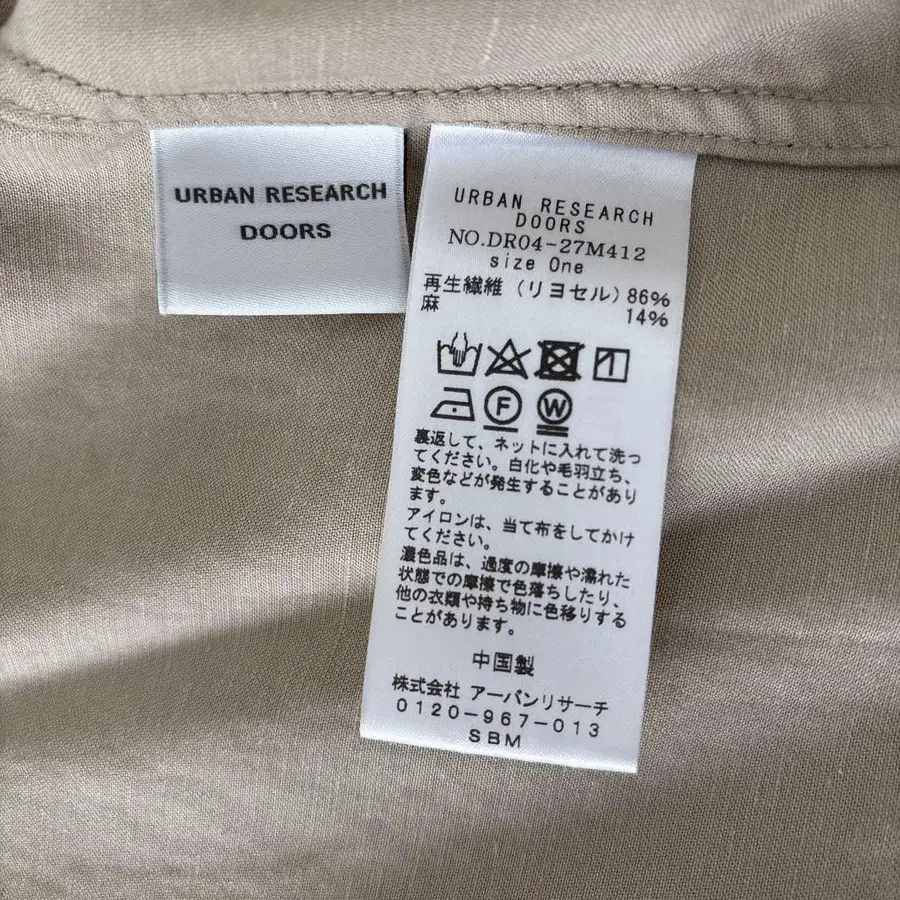 URBAN RESEARCH
DOORS
URBAN RESEARCH
DOORS
NO.DR04-27M412
size One
再生繊維（リヨセル）86%
麻 14%
F W
裏返して、ネットに入れて洗っ
てください。白化や毛羽立ち、
変色などが発生することがあり
ます。
アイロンは、当て布をしてかけ
てください。
濃色品は、過度の摩擦や濡れた
状態での摩擦で色落ちしたり、
他の衣類や持ち物に色移りする
ことがあります。
中国製
株式会社 アーバンリサーチ
0120-967-013
SBM